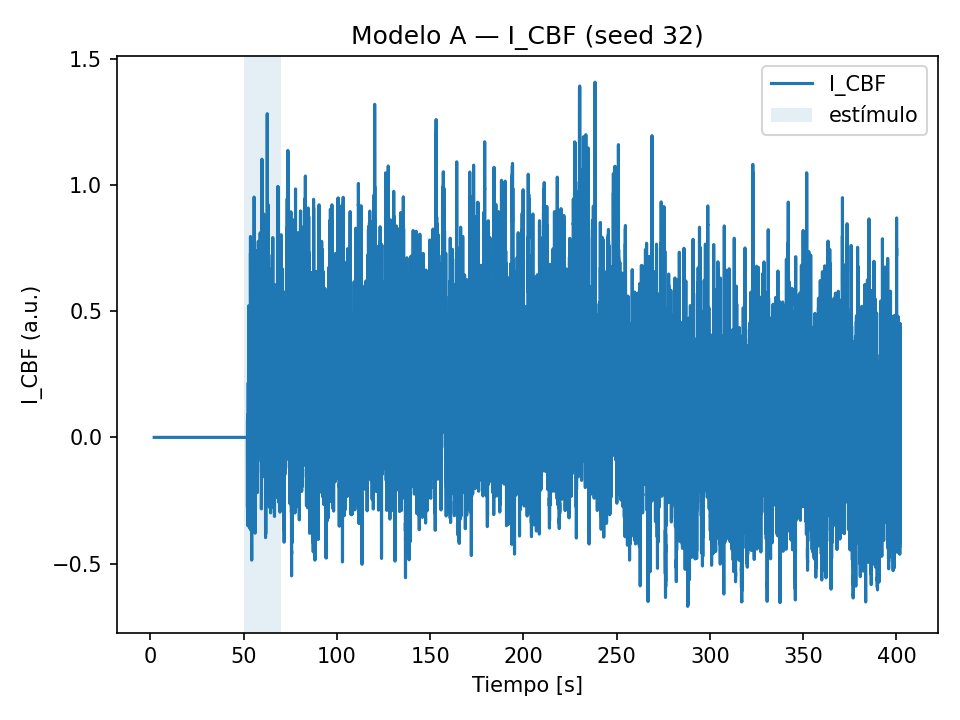 Modelo A — I_CBF (seed 32)
I_CBF
estímulo
1.5
1.0
0.5
0.0
−0.5
I_CBF (a.u.)
0 50 100 150 200 250 300 350 400
Tiempo [s]